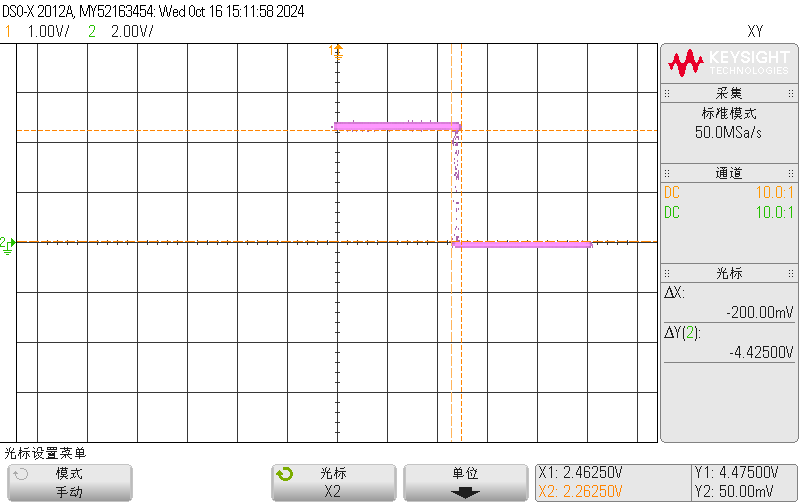 DSO-X 2012A, MY52163454: Wed Oct 16 15:11:58 2024
1 1.00V/ 2 2.00V/ XY
1
KEYSIGHT
TECHNOLOGIES
采集
标准模式
50.0MSa/s
通道
DC 10.0:1
DC 10.0:1
2
光标
ΔX:
-200.00mV
ΔY(2):
-4.42500V
光标设置菜单
模式
手动
光标
X2
单位
X1: 2.46250V
X2: 2.26250V
Y1: 4.47500V
Y2: 50.00mV